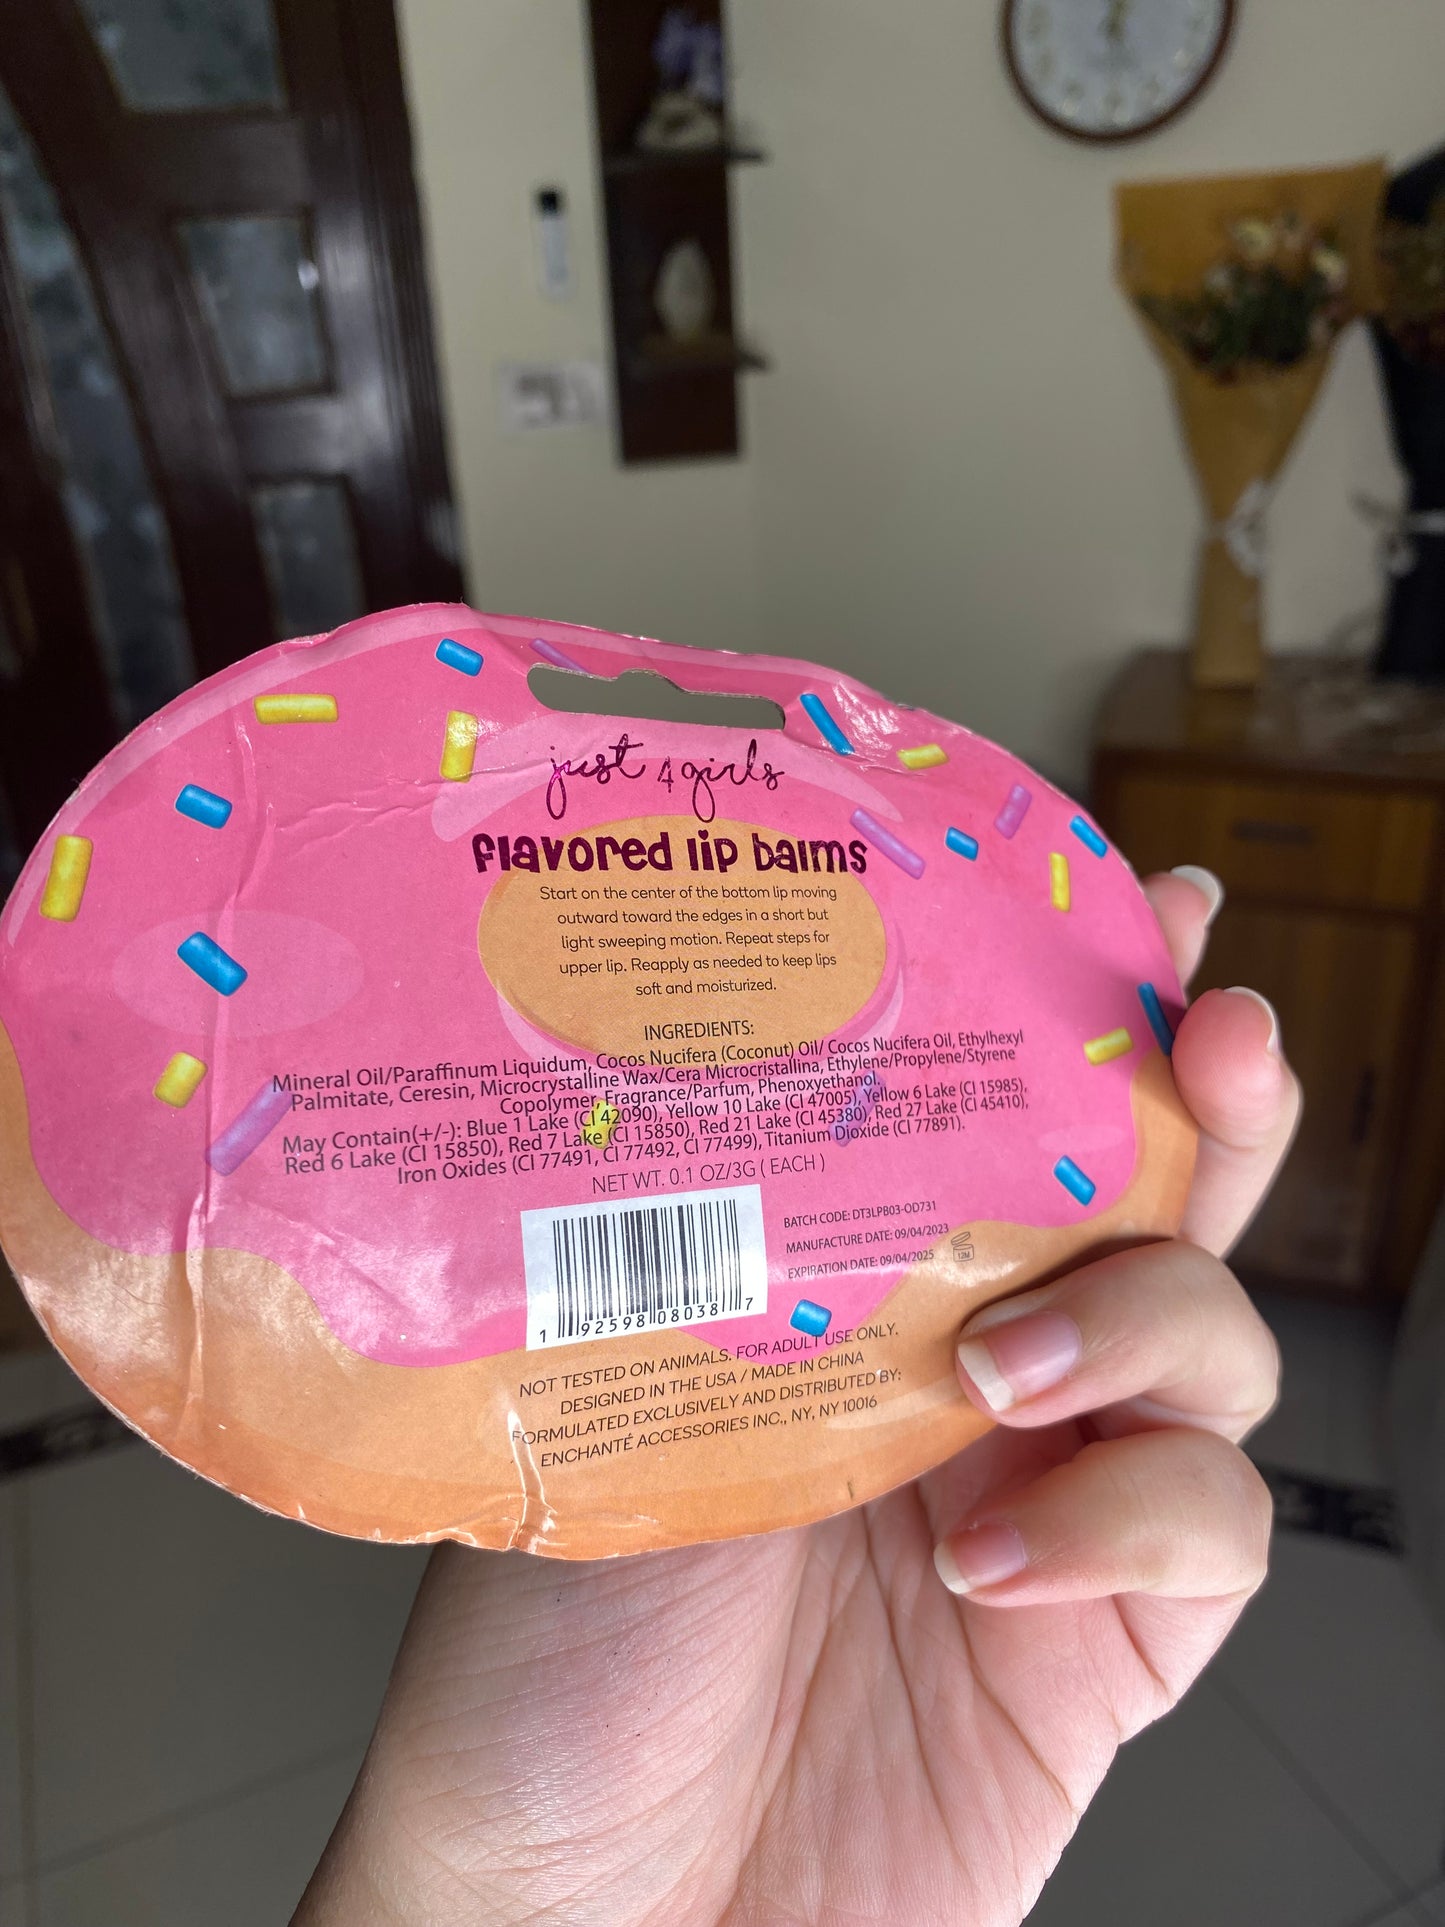 just 4 girls
flavored lip balms
Start on the center of the bottom lip moving
outward toward the edges in a short but
light sweeping motion. Repeat steps for
upper lip. Reapply as needed to keep lips
soft and moisturized.
INGREDIENTS:
Mineral Oil/Paraffinum Liquidum, Cocos Nucifera (Coconut) Oil/ Cocos Nucifera Oil, Ethylhexyl
Palmitate, Ceresin, Microcrystalline Wax/Cera Microcristallina, Ethylene/Propylene/Styrene
Copolymer, Fragrance/Parfum, Phenoxyethanol.
May Contain(+/-): Blue 1 Lake (CI 42090), Yellow 10 Lake (CI 47005), Yellow 6 Lake (CI 15985),
Red 6 Lake (CI 15850), Red 7 Lake (CI 15850), Red 21 Lake (CI 45380), Red 27 Lake (CI 45410),
Iron Oxides (CI 77491, CI 77492, CI 77499), Titanium Dioxide (CI 77891).
NET WT. 0.1 OZ/3G ( EACH )
BATCH CODE: DT3LPB03-OD731
MANUFACTURE DATE: 09/04/2023
EXPIRATION DATE: 09/04/2025
12M
1 92598 08038 7
NOT TESTED ON ANIMALS. FOR ADULT USE ONLY.
DESIGNED IN THE USA / MADE IN CHINA
FORMULATED EXCLUSIVELY AND DISTRIBUTED BY:
ENCHANTÉ ACCESSORIES INC., NY, NY 10016